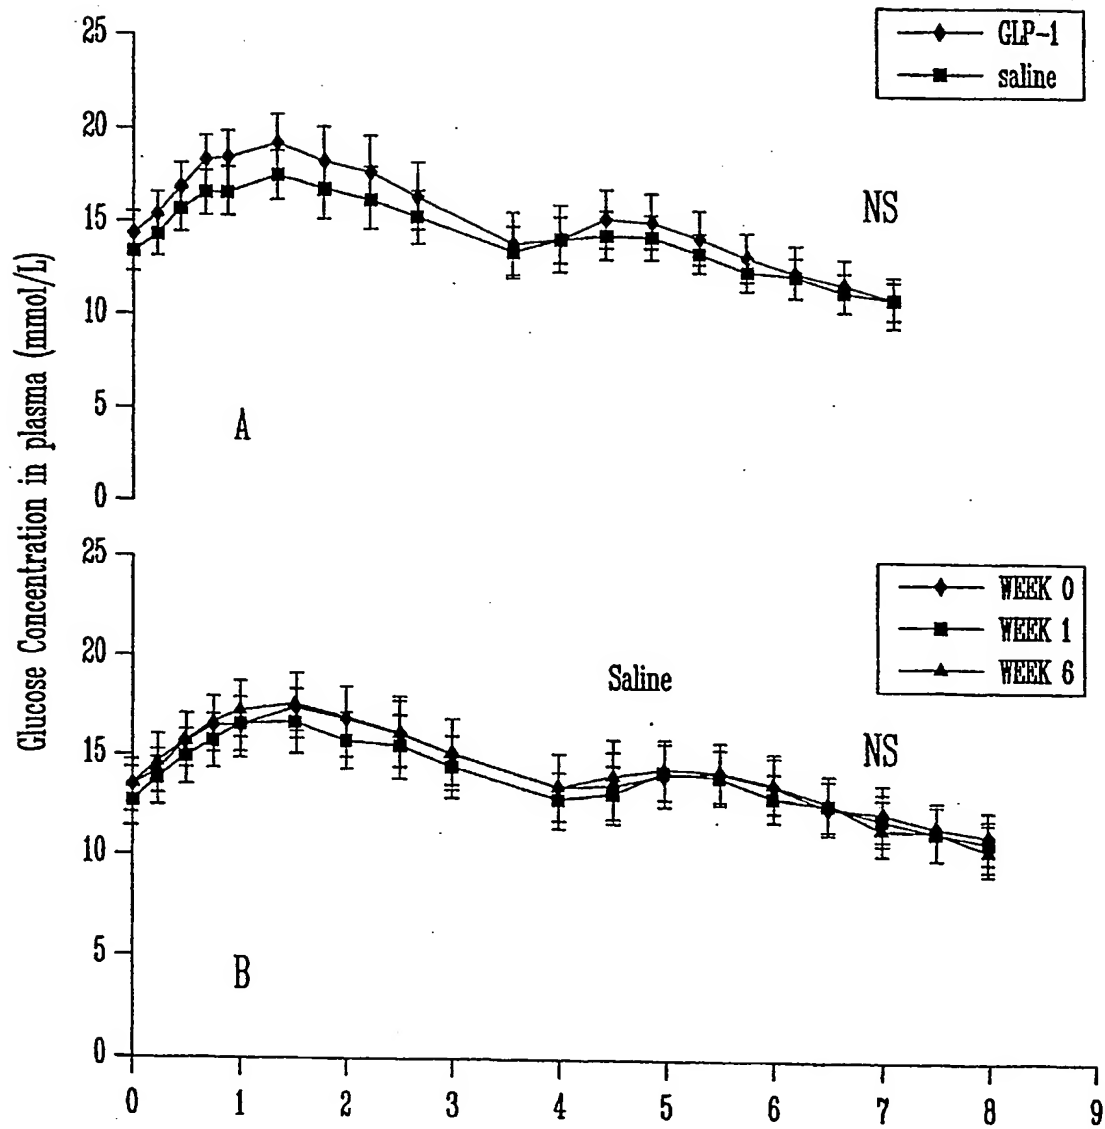 Glucose Concentration in plasma (mmol/L)
25
20
15
10
5
0
GLP-1
saline
NS
A
25
20
15
10
5
0
WEEK 0
WEEK 1
WEEK 6
Saline
NS
B
0 1 2 3 4 5 6 7 8 9